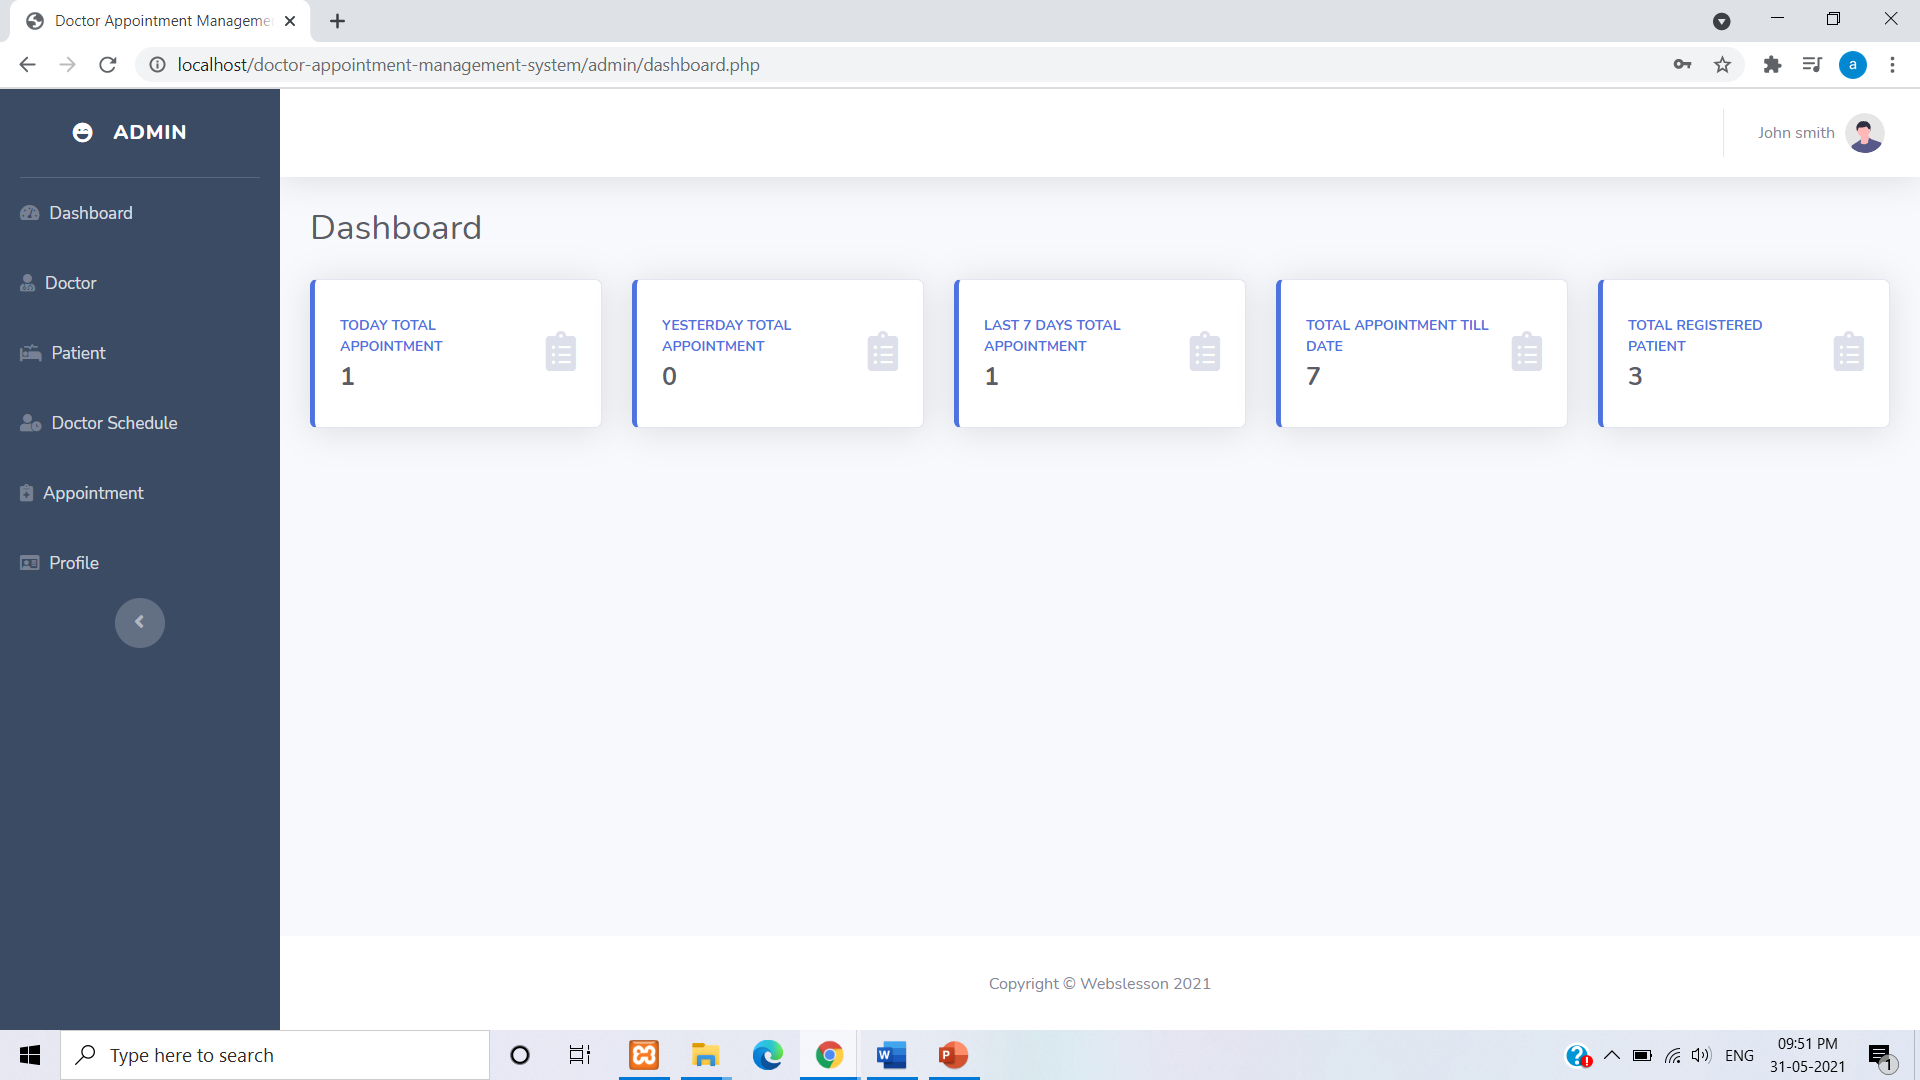 Doctor Appointment Manageme
localhost/doctor-appointment-management-system/admin/dashboard.php
a
ADMIN
John smith
Dashboard
Doctor
Patient
Doctor Schedule
Appointment
Profile
Dashboard
TODAY TOTAL
APPOINTMENT
1
YESTERDAY TOTAL
APPOINTMENT
0
LAST 7 DAYS TOTAL
APPOINTMENT
1
TOTAL APPOINTMENT TILL
DATE
7
TOTAL REGISTERED
PATIENT
3
Copyright © Webslesson 2021
Type here to search
ENG
09:51 PM
31-05-2021
1